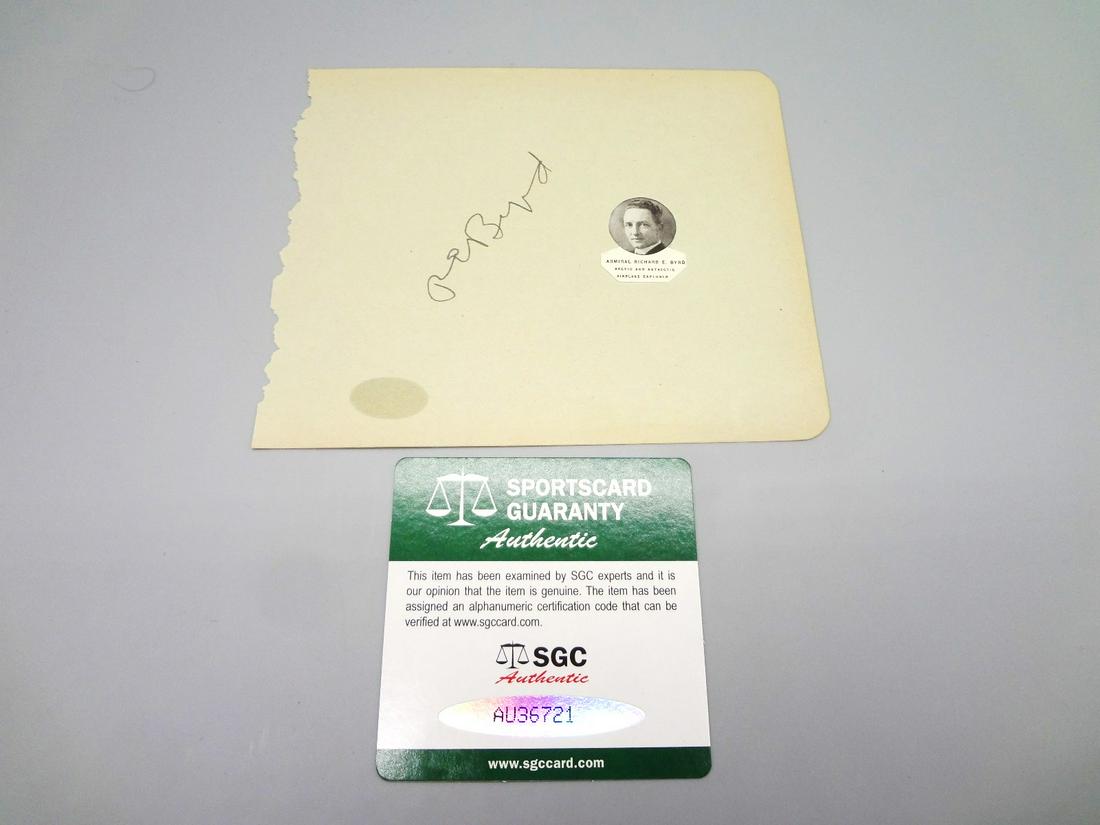 R E Byrd
ADMIRAL RICHARD E. BYRD
ARCTIC AND ANTARCTIC
AIRPLANE EXPLORER
SPORTSCARD
GUARANTY
Authentic
This item has been examined by SGC experts and it is
our opinion that the item is genuine. The item has been
assigned an alphanumeric certification code that can be
verified at www.sgccard.com.
SGC
Authentic
AU36721
www.sgccard.com